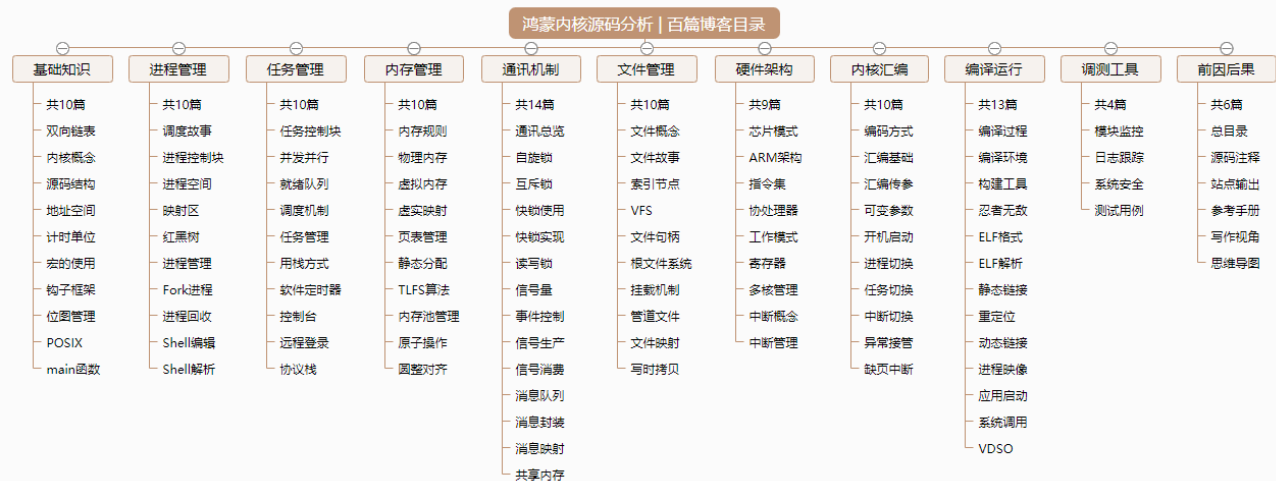 鸿蒙内核源码分析 | 百篇博客目录
基础知识
共10篇
双向链表
内核概念
源码结构
地址空间
计时单位
宏的使用
钩子框架
位图管理
POSIX
main函数
进程管理
共10篇
调度故事
进程控制块
进程空间
映射区
红黑树
进程管理
Fork进程
进程回收
Shell编辑
Shell解析
任务管理
共10篇
任务控制块
并发并行
就绪队列
调度机制
任务管理
用栈方式
软件定时器
控制台
远程登录
协议栈
内存管理
共10篇
内存规则
物理内存
虚拟内存
虚实映射
页表管理
静态分配
TLFS算法
内存池管理
原子操作
圆整对齐
通讯机制
共14篇
通讯总览
自旋锁
互斥锁
快锁使用
快锁实现
读写锁
信号量
事件控制
信号生产
信号消费
消息队列
消息封装
消息映射
共享内存
文件管理
共10篇
文件概念
文件故事
索引节点
VFS
文件句柄
根文件系统
挂载机制
管道文件
文件映射
写时拷贝
硬件架构
共9篇
芯片模式
ARM架构
指令集
协处理器
工作模式
寄存器
多核管理
中断概念
中断管理
内核汇编
共10篇
编码方式
汇编基础
汇编传参
可变参数
开机启动
进程切换
任务切换
中断切换
异常接管
缺页中断
编译运行
共13篇
编译过程
编译环境
构建工具
忍者无敌
ELF格式
ELF解析
静态链接
重定位
动态链接
进程映像
应用启动
系统调用
VDSO
调测工具
共4篇
模块监控
日志跟踪
系统安全
测试用例
前因后果
共6篇
总目录
源码注释
站点输出
参考手册
写作视角
思维导图